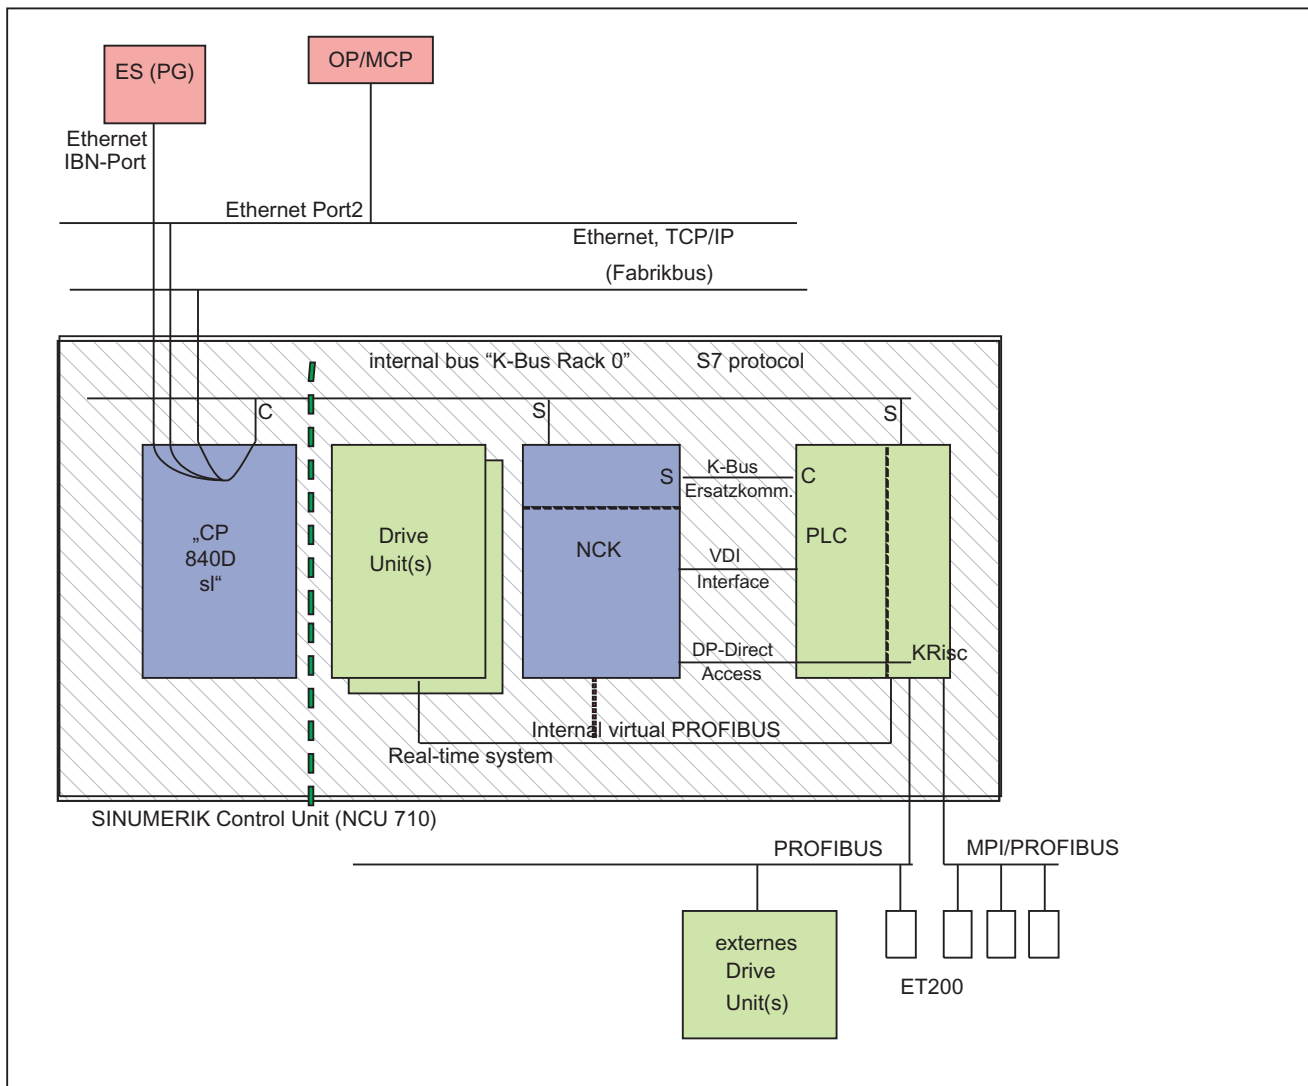 ES (PG)
OP/MCP
Ethernet
IBN-Port
Ethernet Port2
Ethernet, TCP/IP
(Fabrikbus)
internal bus “K-Bus Rack 0”
S7 protocol
C
S
S
„CP
840D
sl“
Drive
Unit(s)
NCK
S
K-Bus
Ersatzkomm.
C
PLC
VDI
Interface
DP-Direct
Access
KRisc
Internal virtual PROFIBUS
Real-time system
SINUMERIK Control Unit (NCU 710)
PROFIBUS
MPI/PROFIBUS
externes
Drive
Unit(s)
ET200